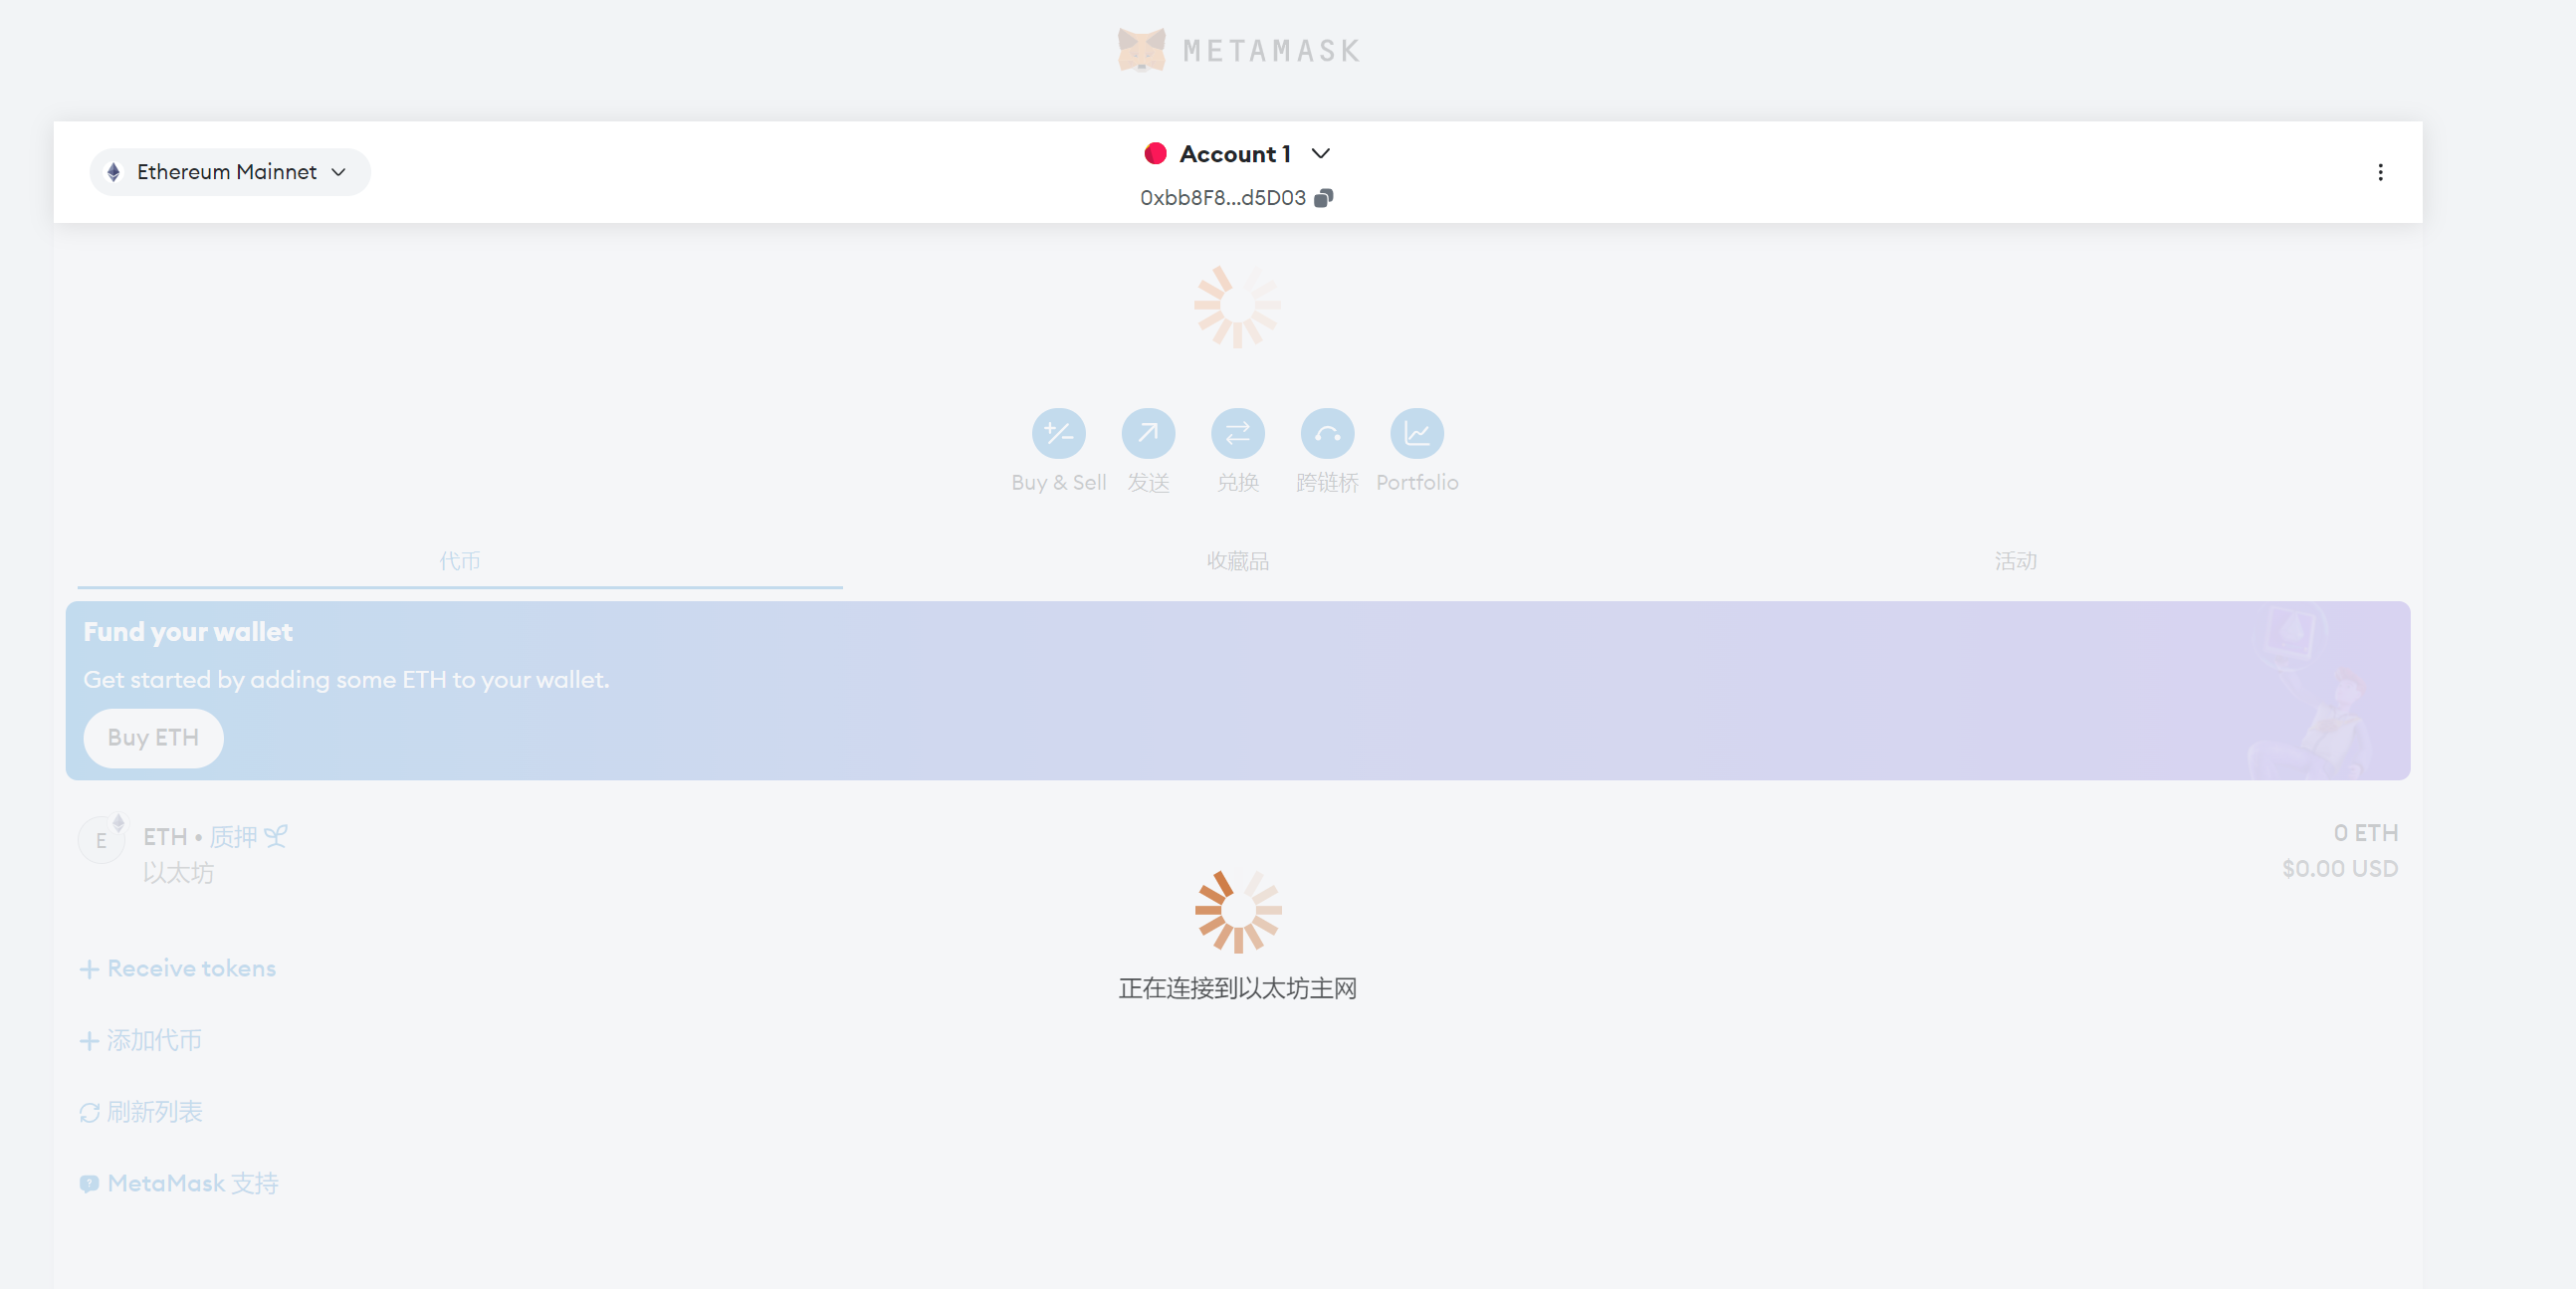 METAMASK
Ethereum Mainnet
Account 1
0xbb8F8...d5D03
Buy & Sell
发送
兑换
跨链桥
Portfolio
代币
收藏品
活动
Fund your wallet
Get started by adding some ETH to your wallet.
Buy ETH
E
ETH • 质押
0 ETH
以太坊
$0.00 USD
Receive tokens
正在连接到以太坊主网
添加代币
刷新列表
MetaMask 支持